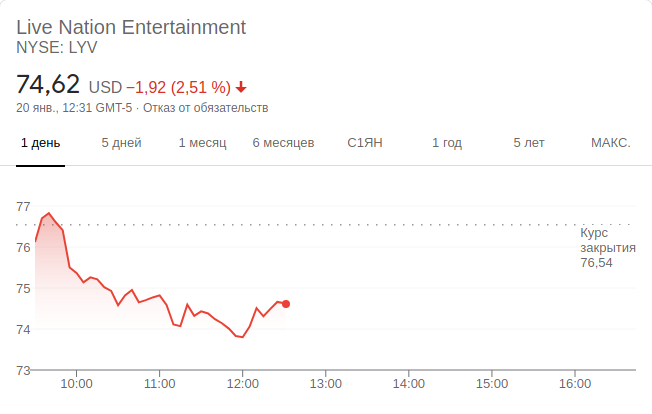 Live Nation Entertainment
NYSE: LYV
74,62 USD −1,92 (2,51 %)
20 янв., 12:31 GMT-5 · Отказ от обязательств
1 день 5 дней 1 месяц 6 месяцев С1ЯН 1 год 5 лет МАКС.
77
Курс
закрытия
76,54
76
75
74
73
10:00 11:00 12:00 13:00 14:00 15:00 16:00